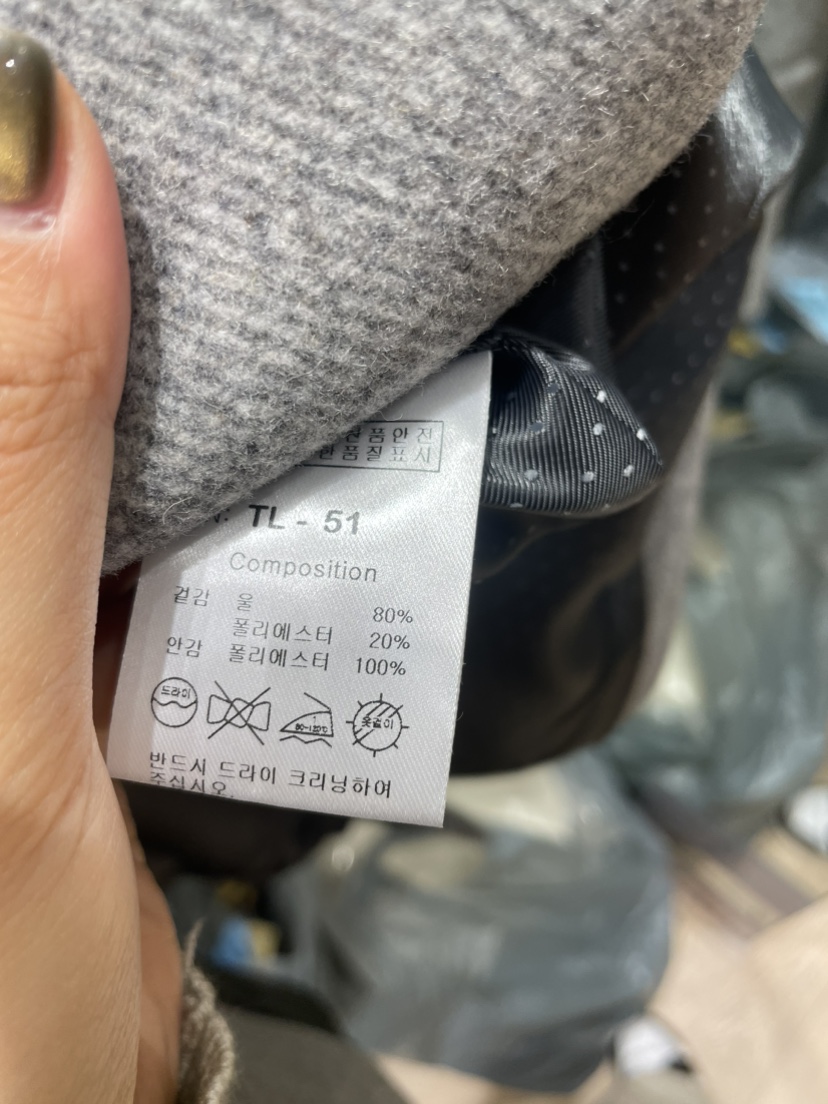 품안전
품질표시
TL - 51
Composition
겉감 울 80%
폴리에스터 20%
안감 폴리에스터 100%
드라이
80~120℃
옷걸이
반드시 드라이 크리닝하여
주십시오.